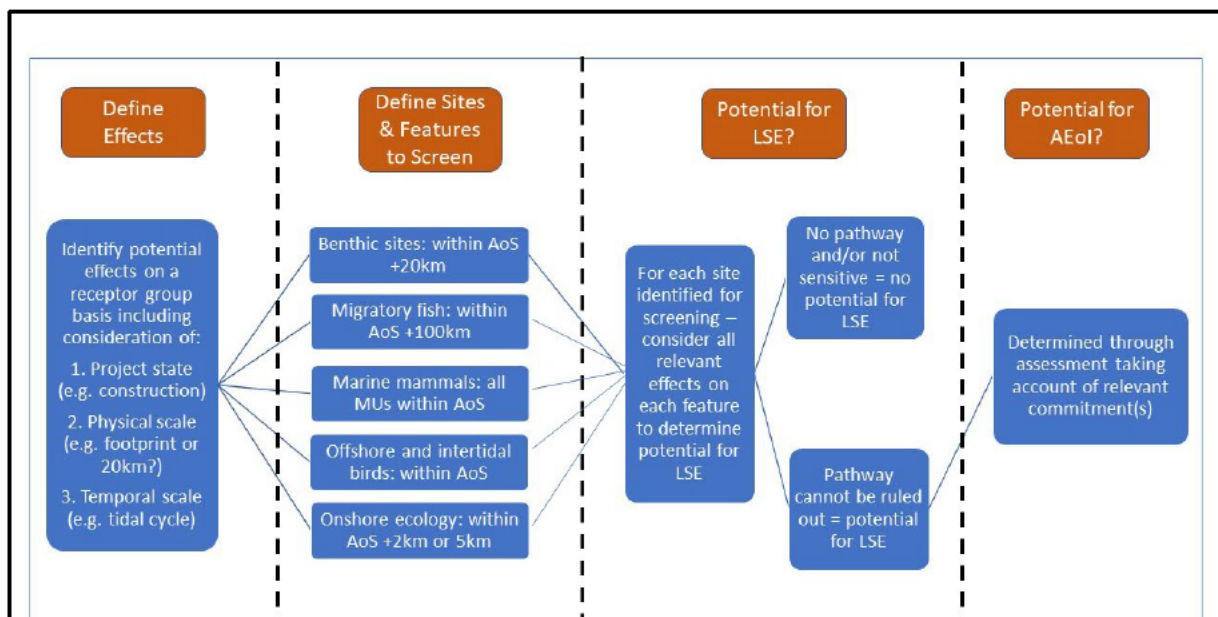 Define
Effects
Define Sites
& Features
to Screen
Potential for
LSE?
Potential for
AEoI?
Identify potential
effects on a
receptor group
basis including
consideration of:
1. Project state
(e.g. construction)
2. Physical scale
(e.g. footprint or
20km?)
3. Temporal scale
(e.g. tidal cycle)
Benthic sites: within AoS
+20km
Migratory fish: within
AoS +100km
Marine mammals: all
MUs within AoS
Offshore and intertidal
birds: within AoS
Onshore ecology: within
AoS +2km or 5km
For each site
identified for
screening –
consider all
relevant
effects on
each feature
to determine
potential for
LSE
No pathway
and/or not
sensitive = no
potential for
LSE
Pathway
cannot be ruled
out = potential
for LSE
Determined through
assessment taking
account of relevant
commitment(s)